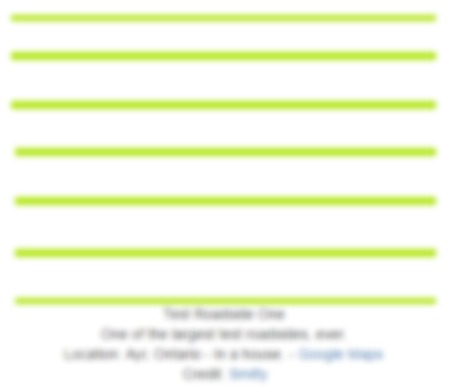 Test Roadside One
One of the largest test roadsides, ever.
Location: Ayr, Ontario - In a house. - Google Maps
Credit: Smitty